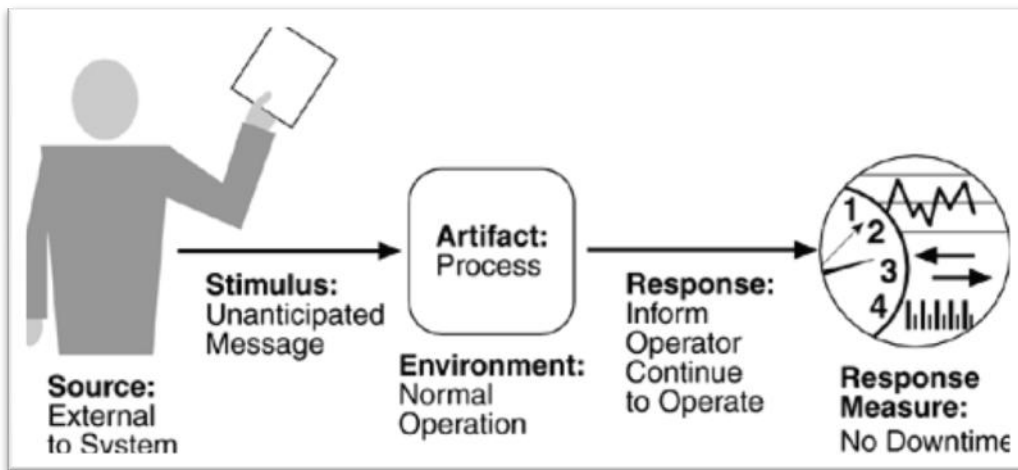 Source:
External
to System
Stimulus:
Unanticipated
Message
Artifact:
Process
Environment:
Normal
Operation
Response:
Inform
Operator
Continue
to Operate
1
2
3
4
Response
Measure:
No Downtime